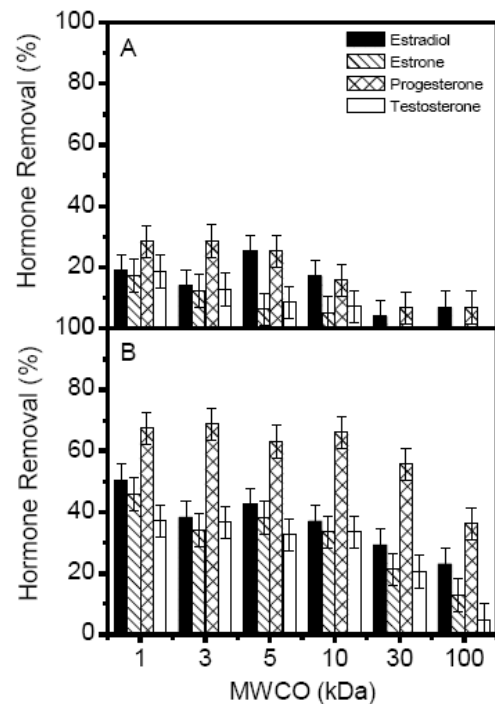 100
A
Estradiol
Estrone
Progesterone
Testosterone
80
60
40
20
Hormone Removal (%)
100
B
80
60
40
20
0
Hormone Removal (%)
1 3 5 10 30 100
MWCO (kDa)